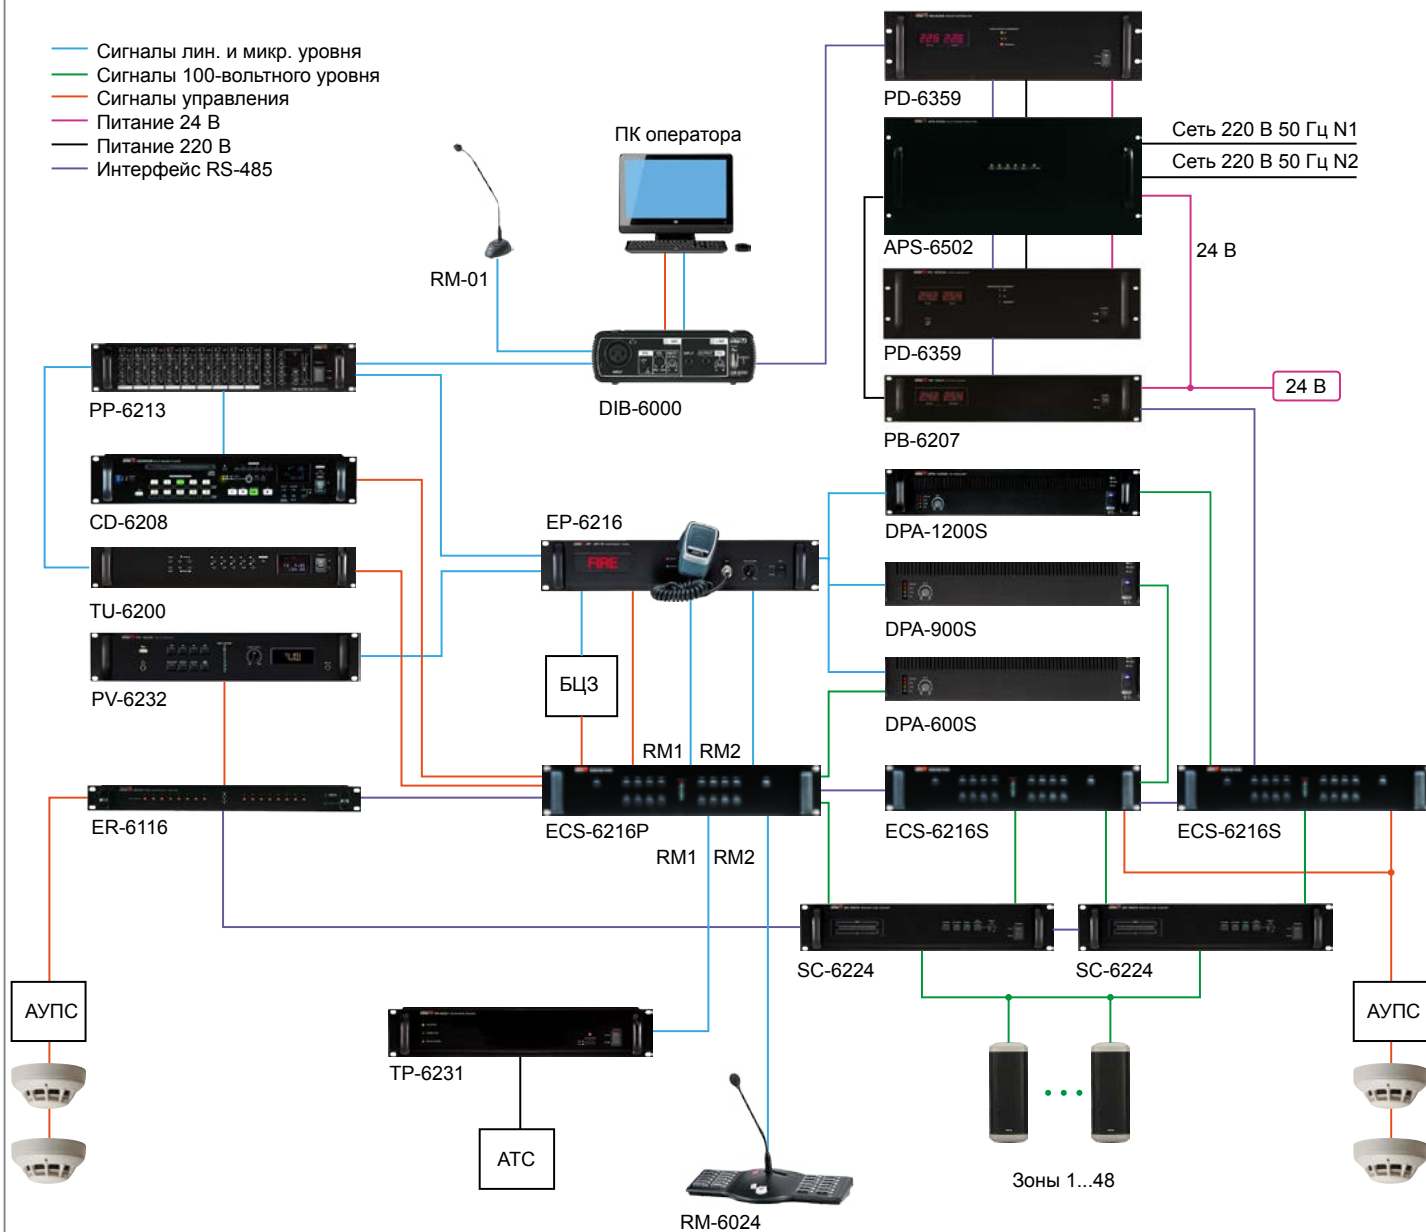 Сигналы лин. и микр. уровня
Сигналы 100-вольтного уровня
Сигналы управления
Питание 24 В
Питание 220 В
Интерфейс RS-485
ПК оператора
RM-01
DIB-6000
PD-6359
Сеть 220 В 50 Гц N1
Сеть 220 В 50 Гц N2
APS-6502
24 В
PD-6359
24 В
PB-6207
PP-6213
CD-6208
TU-6200
PV-6232
ER-6116
EP-6216
FIRE
БЦЗ
RM1
RM2
DPA-1200S
DPA-900S
DPA-600S
ECS-6216P
ECS-6216S
ECS-6216S
RM1
RM2
SC-6224
SC-6224
АУПС
АУПС
TP-6231
АТС
RM-6024
Зоны 1...48